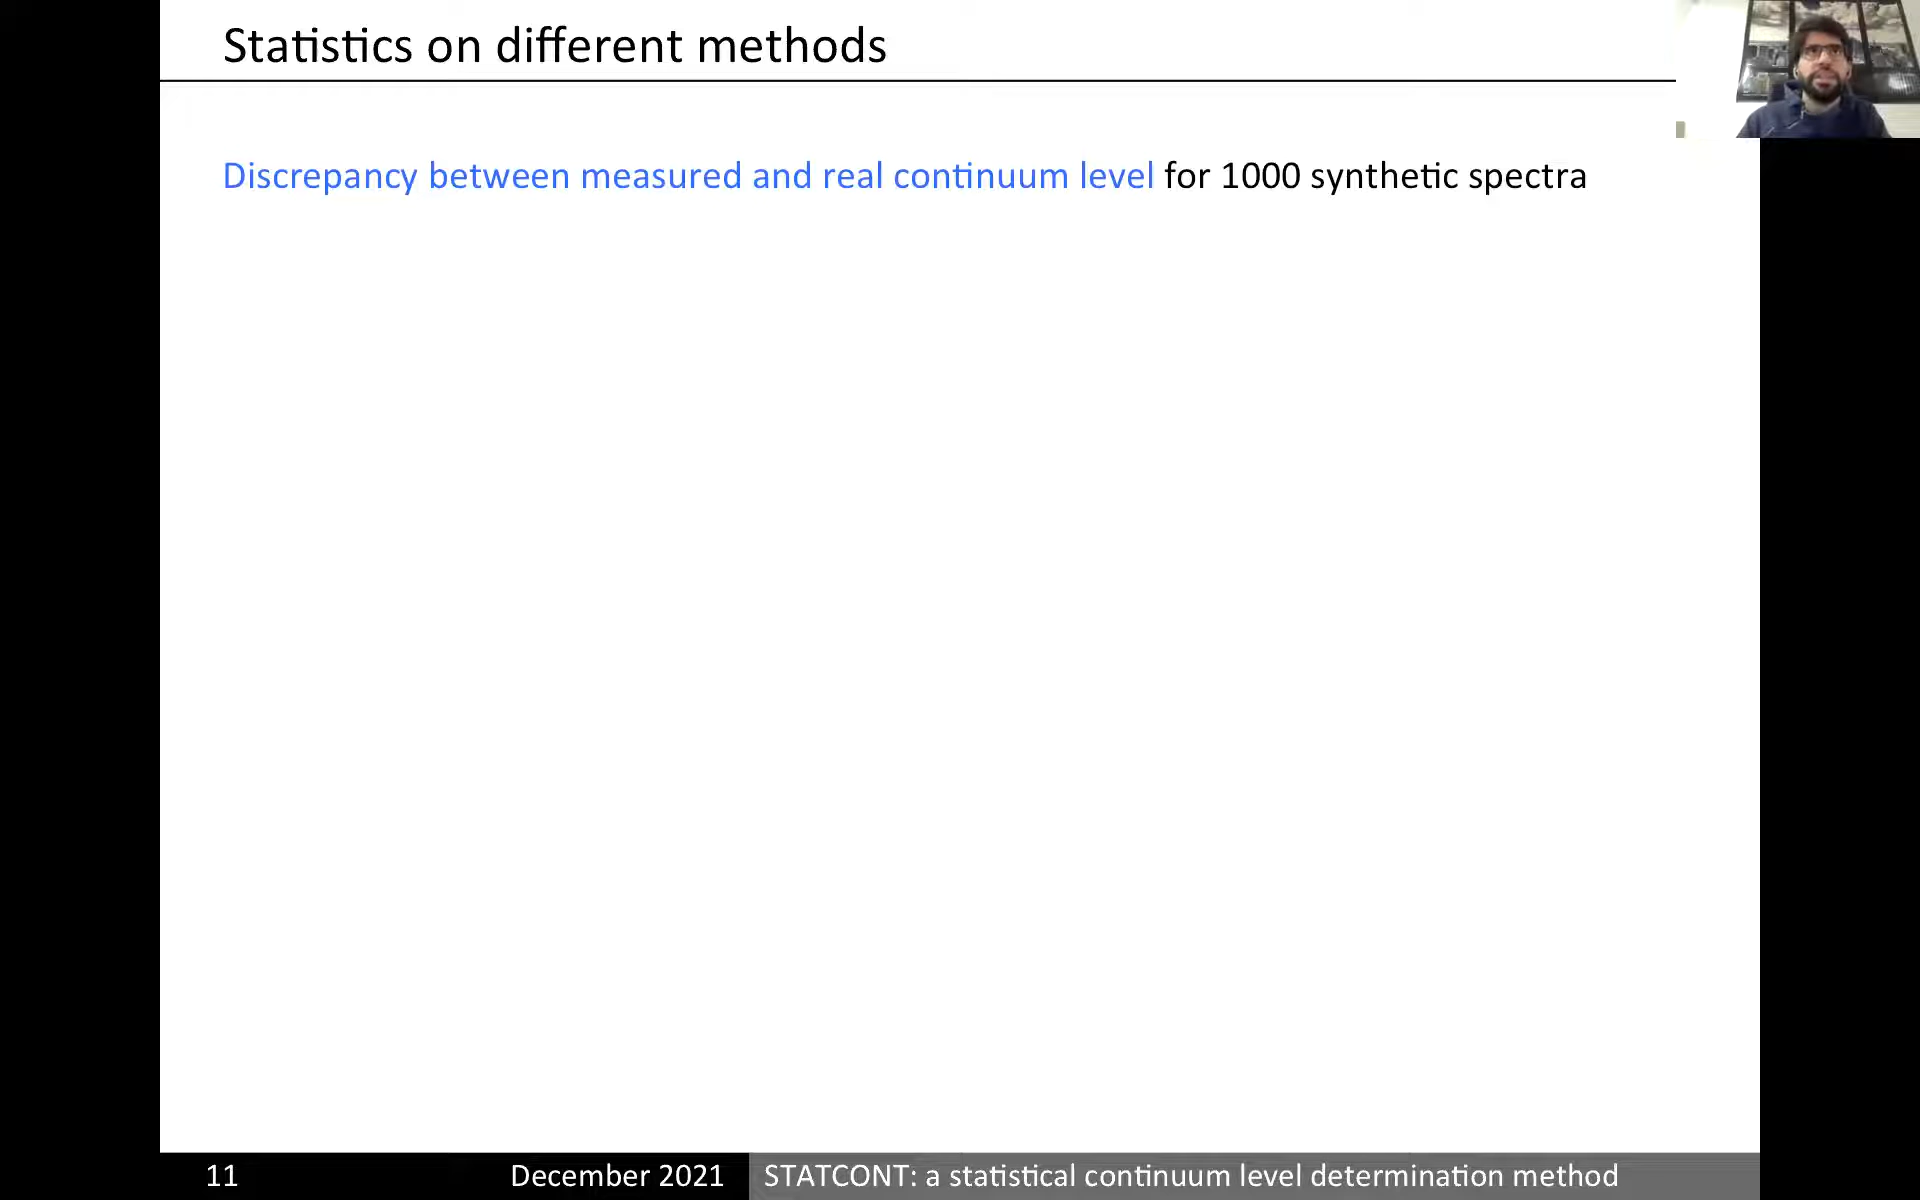 Statistics on different methods
Discrepancy between measured and real continuum level for 1000 synthetic spectra
11 December 2021 STATCONT: a statistical continuum level determination method